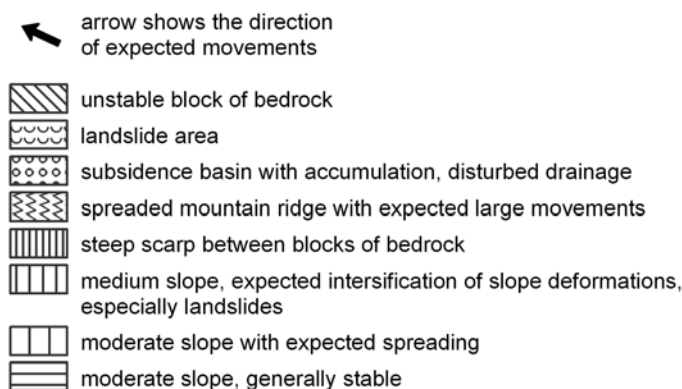 arrow shows the direction
of expected movements
unstable block of bedrock
landslide area
subsidence basin with accumulation, disturbed drainage
spreaded mountain ridge with expected large movements
steep scarp between blocks of bedrock
medium slope, expected intersification of slope deformations,
especially landslides
moderate slope with expected spreading
moderate slope, generally stable